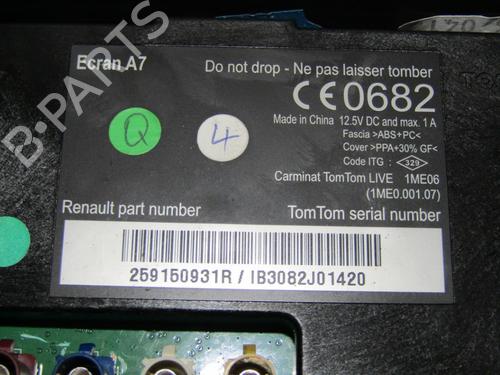 Ecran A7
Do not drop - Ne pas laisser tomber
CE0682
Made in China 12.5V DC and max. 1 A
Fascia >ABS+PC<
Cover >PPA+30% GF<
Code ITG : 329
Q
4
Carminat TomTom LIVE 1ME06
(1ME0.001.07)
Renault part number
TomTom serial number
259150931R / IB3082J01420
B-PARTS